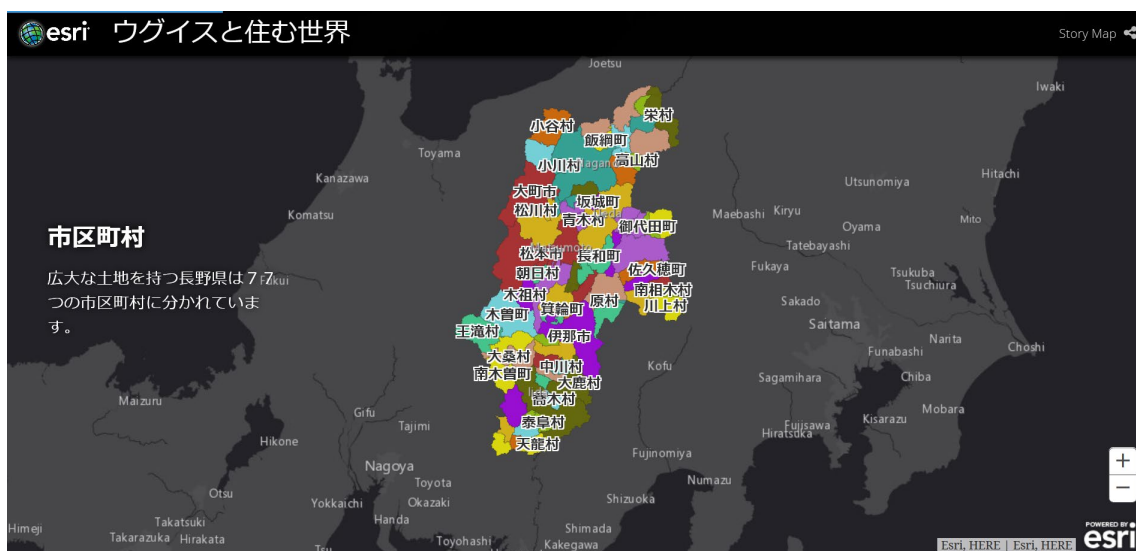 esri ウグイスと住む世界
Story Map
Joetsu
Iwaki
栄村
小谷村
飯綱町
Toyama
小川村
高山村
Kanazawa
Utsunomiya
Hitachi
大町市
坂城町
松川村
Komatsu
青木村
御代田町
Maebashi Kiryu
Oyama
Mito
市区町村
Tatebayashi
松本市
長和町
朝日村
佐久穂町
Fukaya
Tsukuba
広大な土地を持つ長野県は７７
つの市区町村に分かれていま
す。
Fukui
南相木村
Tsuchiura
木祖村
箕輪町
原村
川上村
Sakado
木曽町
Saitama
王滝村
伊那市
Narita
Choshi
Funabashi
大桑村
中川村
Kofu
南木曽町
大鹿村
Sagamihara
Chiba
喬木村
Maizuru
Mobara
Gifu
Tajimi
泰阜村
Kisarazu
Fujisawa
Hiratsuka
Hikone
天龍村
Fujinomiya
Nagoya
Numazu
Toyota
Otsu
Yokkaichi
Okazaki
Shizuoka
Handa
Takatsuki
Himeji
Shimada
Takarazuka Hirakata
Toyohashi
Kakegawa
Tsu
+
−
POWERED BY
esri
Esri, HERE | Esri, HERE